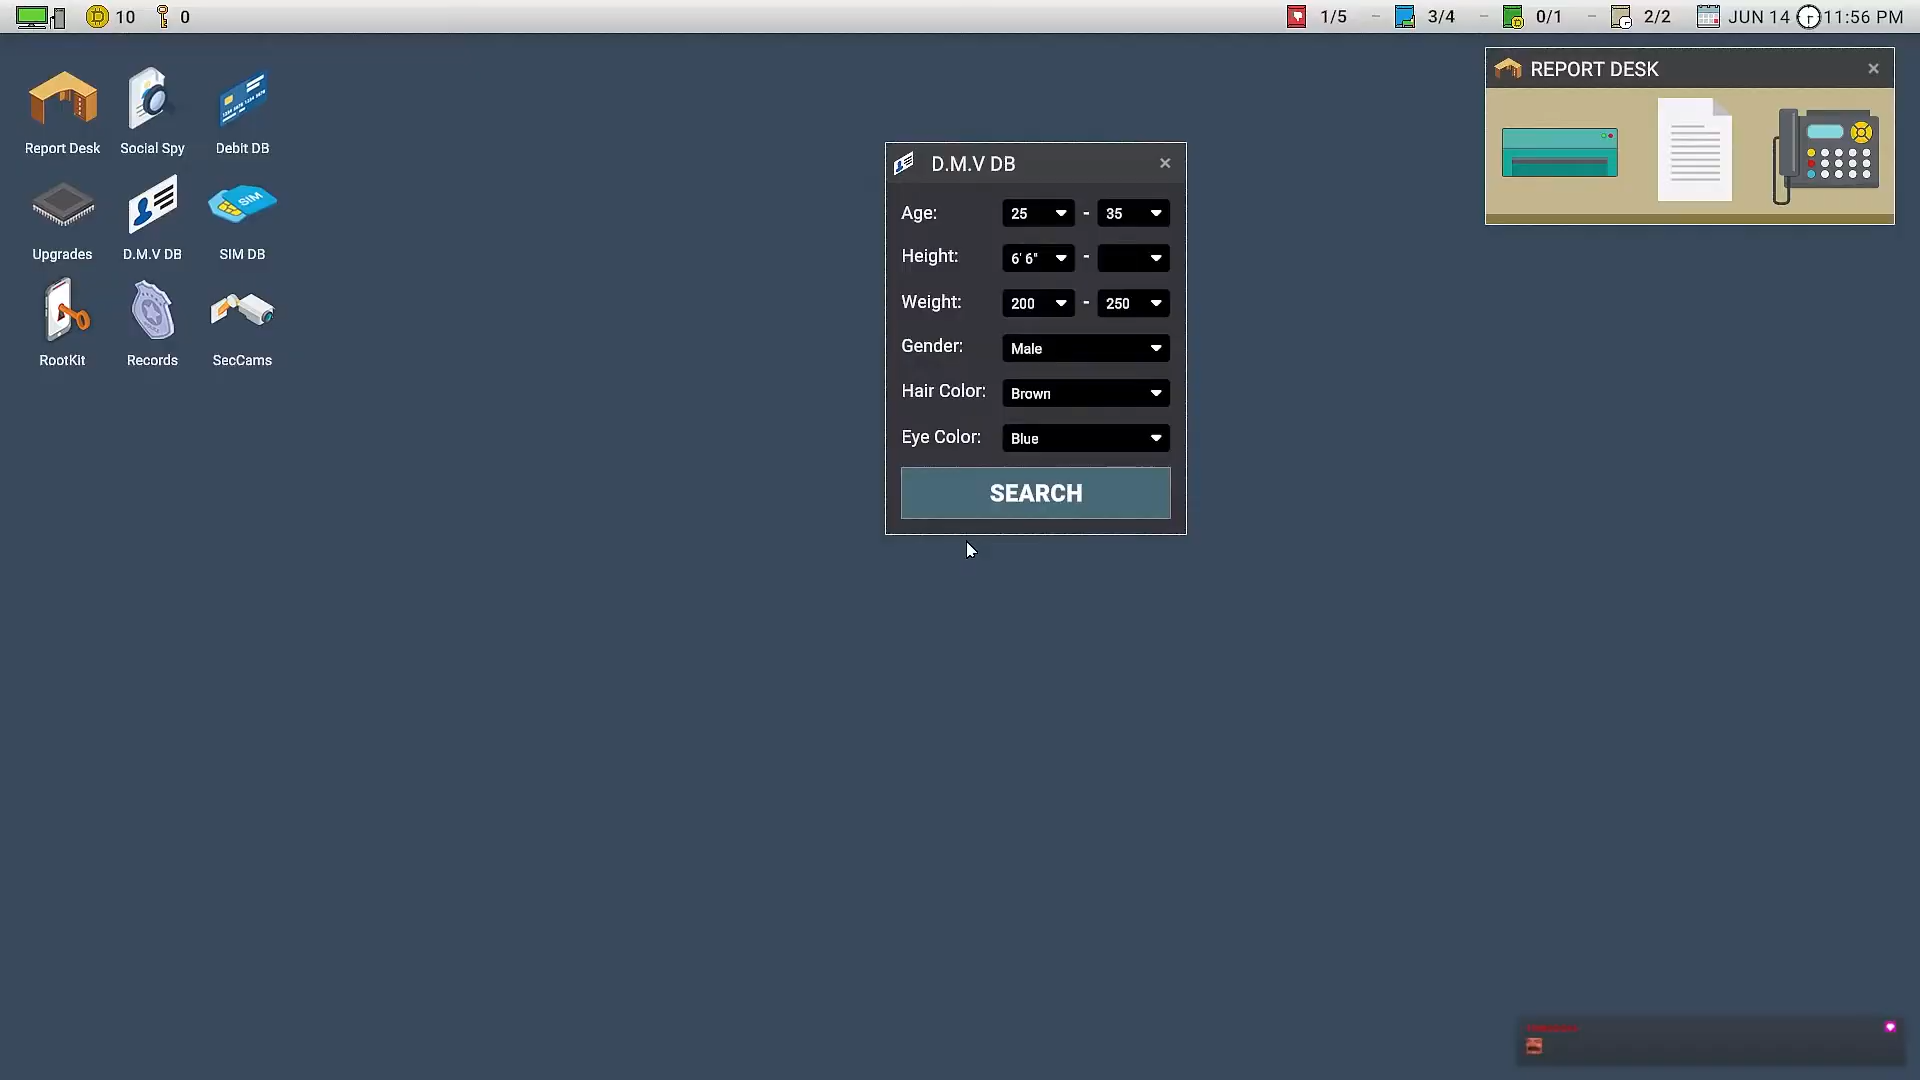 10 0 1/5 - 3/4 - 0/1 - 2/2 JUN 14 11:56 PM
REPORT DESK
Report Desk Social Spy Debit DB
Upgrades D.M.V DB SIM DB
SIM
RootKit Records SecCams
D.M.V DB
Age: 25 - 35
Height: 6' 6" -
Weight: 200 - 250
Gender: Male
Hair Color: Brown
Eye Color: Blue
SEARCH